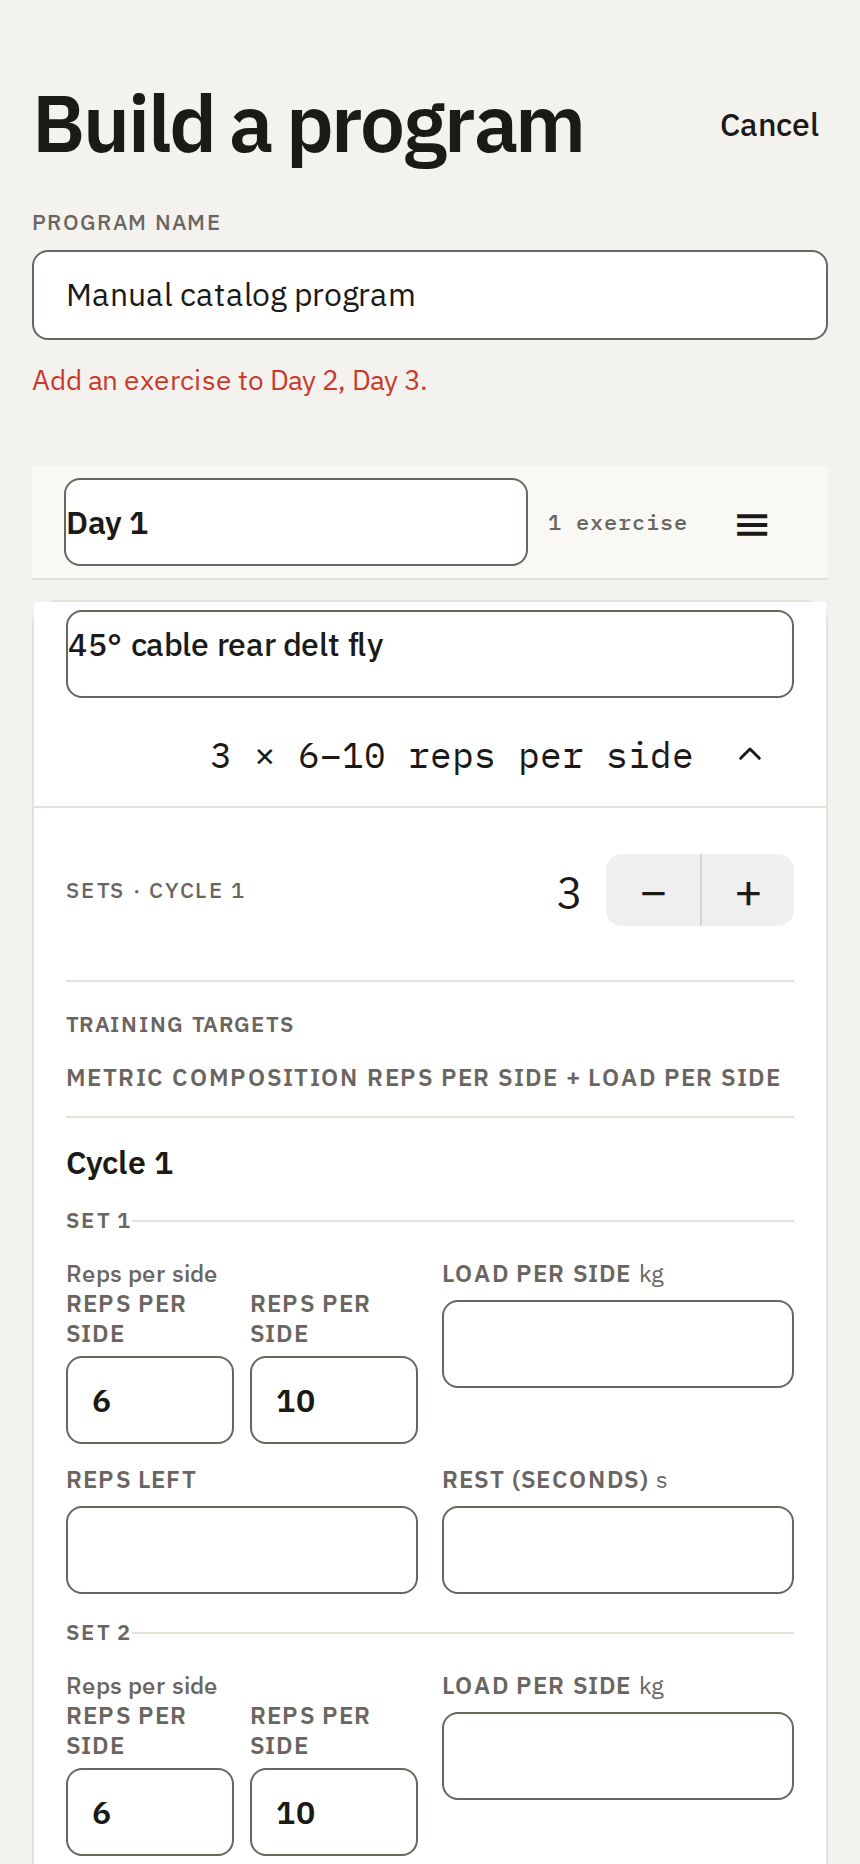 Build a program
Cancel
PROGRAM NAME
Manual catalog program
Add an exercise to Day 2, Day 3.
Day 1
1 exercise
45° cable rear delt fly
3 × 6–10 reps per side
SETS · CYCLE 1
3
− +
TRAINING TARGETS
METRIC COMPOSITION REPS PER SIDE + LOAD PER SIDE
Cycle 1
SET 1
Reps per side
REPS PER SIDE
REPS PER SIDE
LOAD PER SIDE kg
6
10
REPS LEFT
REST (SECONDS) s
SET 2
Reps per side
REPS PER SIDE
REPS PER SIDE
LOAD PER SIDE kg
6
10